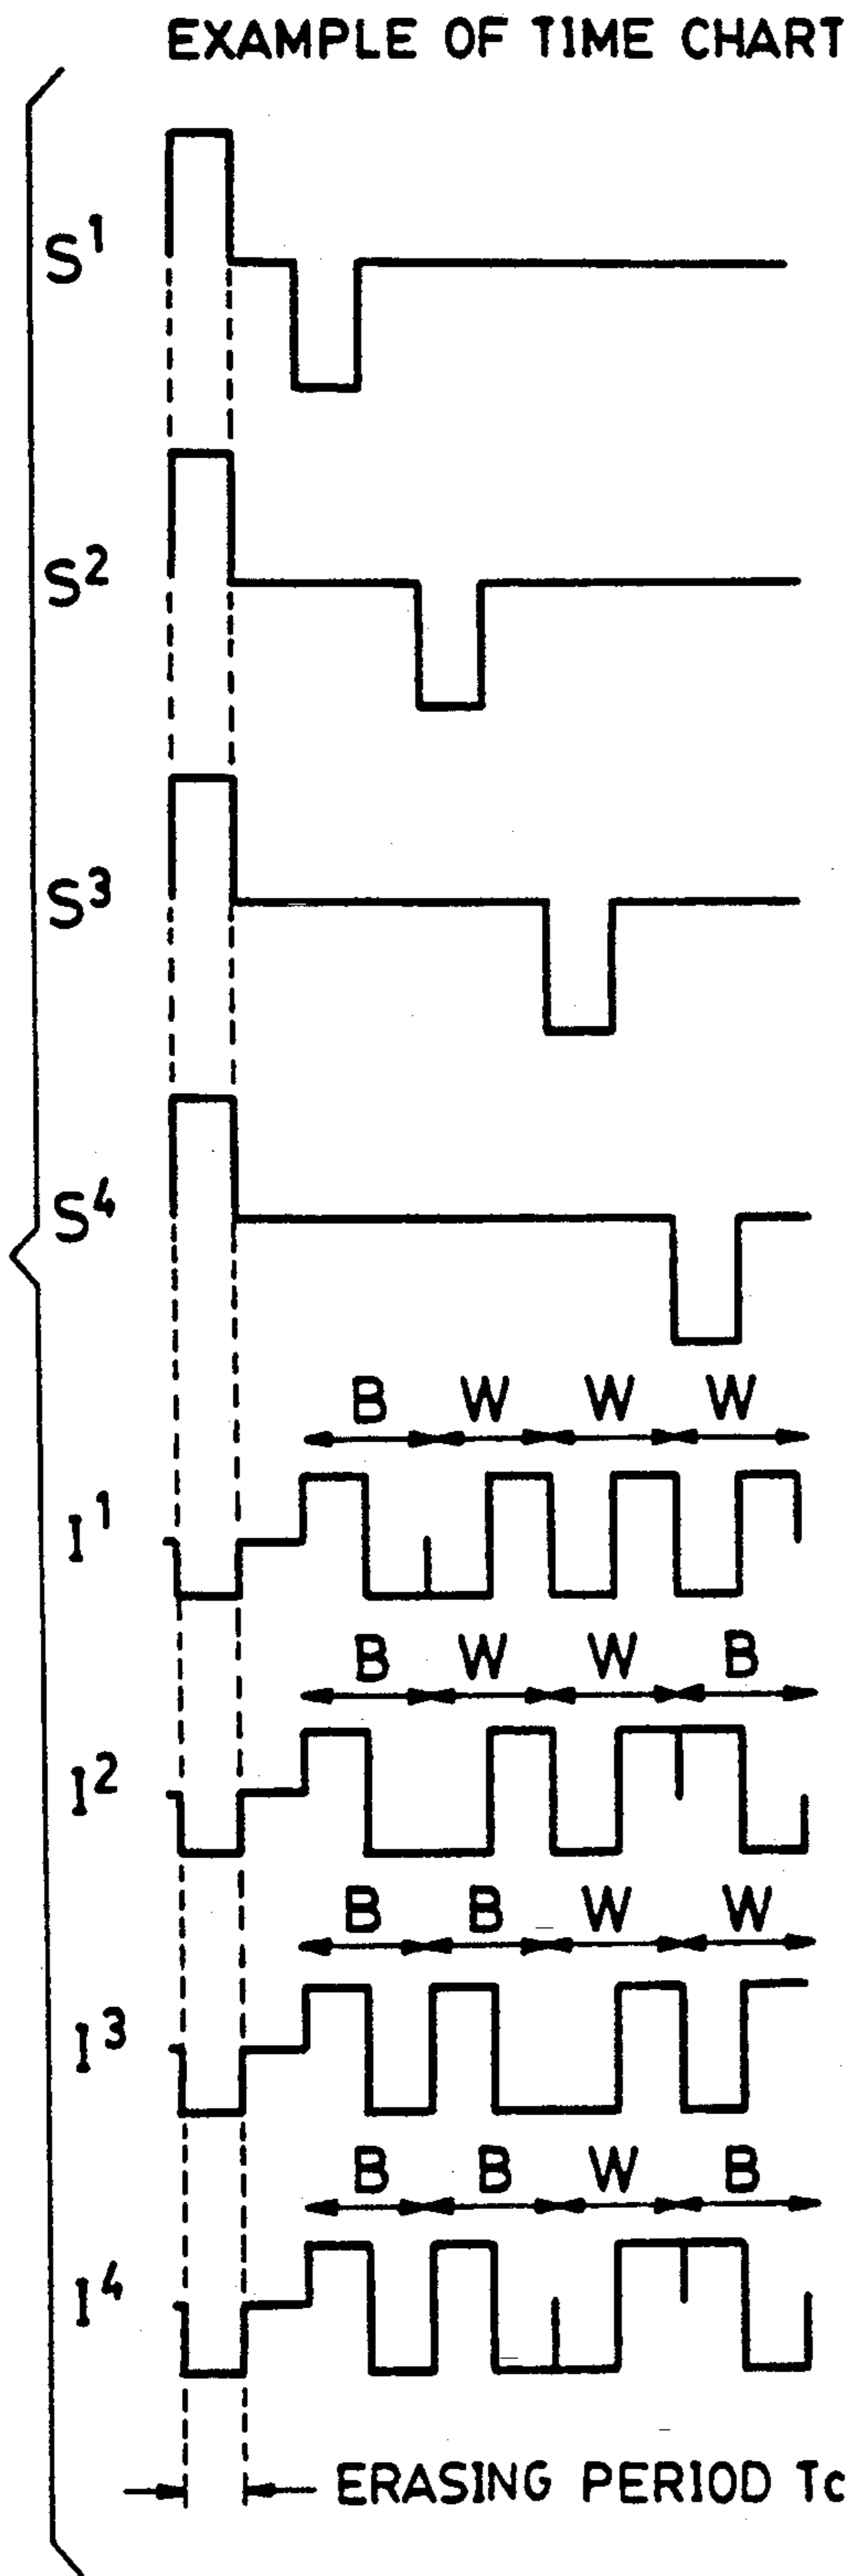 EXAMPLE OF TIME CHART
S1
S2
S3
S4
B W W W
I1
B W W B
I2
B B W W
I3
B B W B
I4
ERASING PERIOD Tc